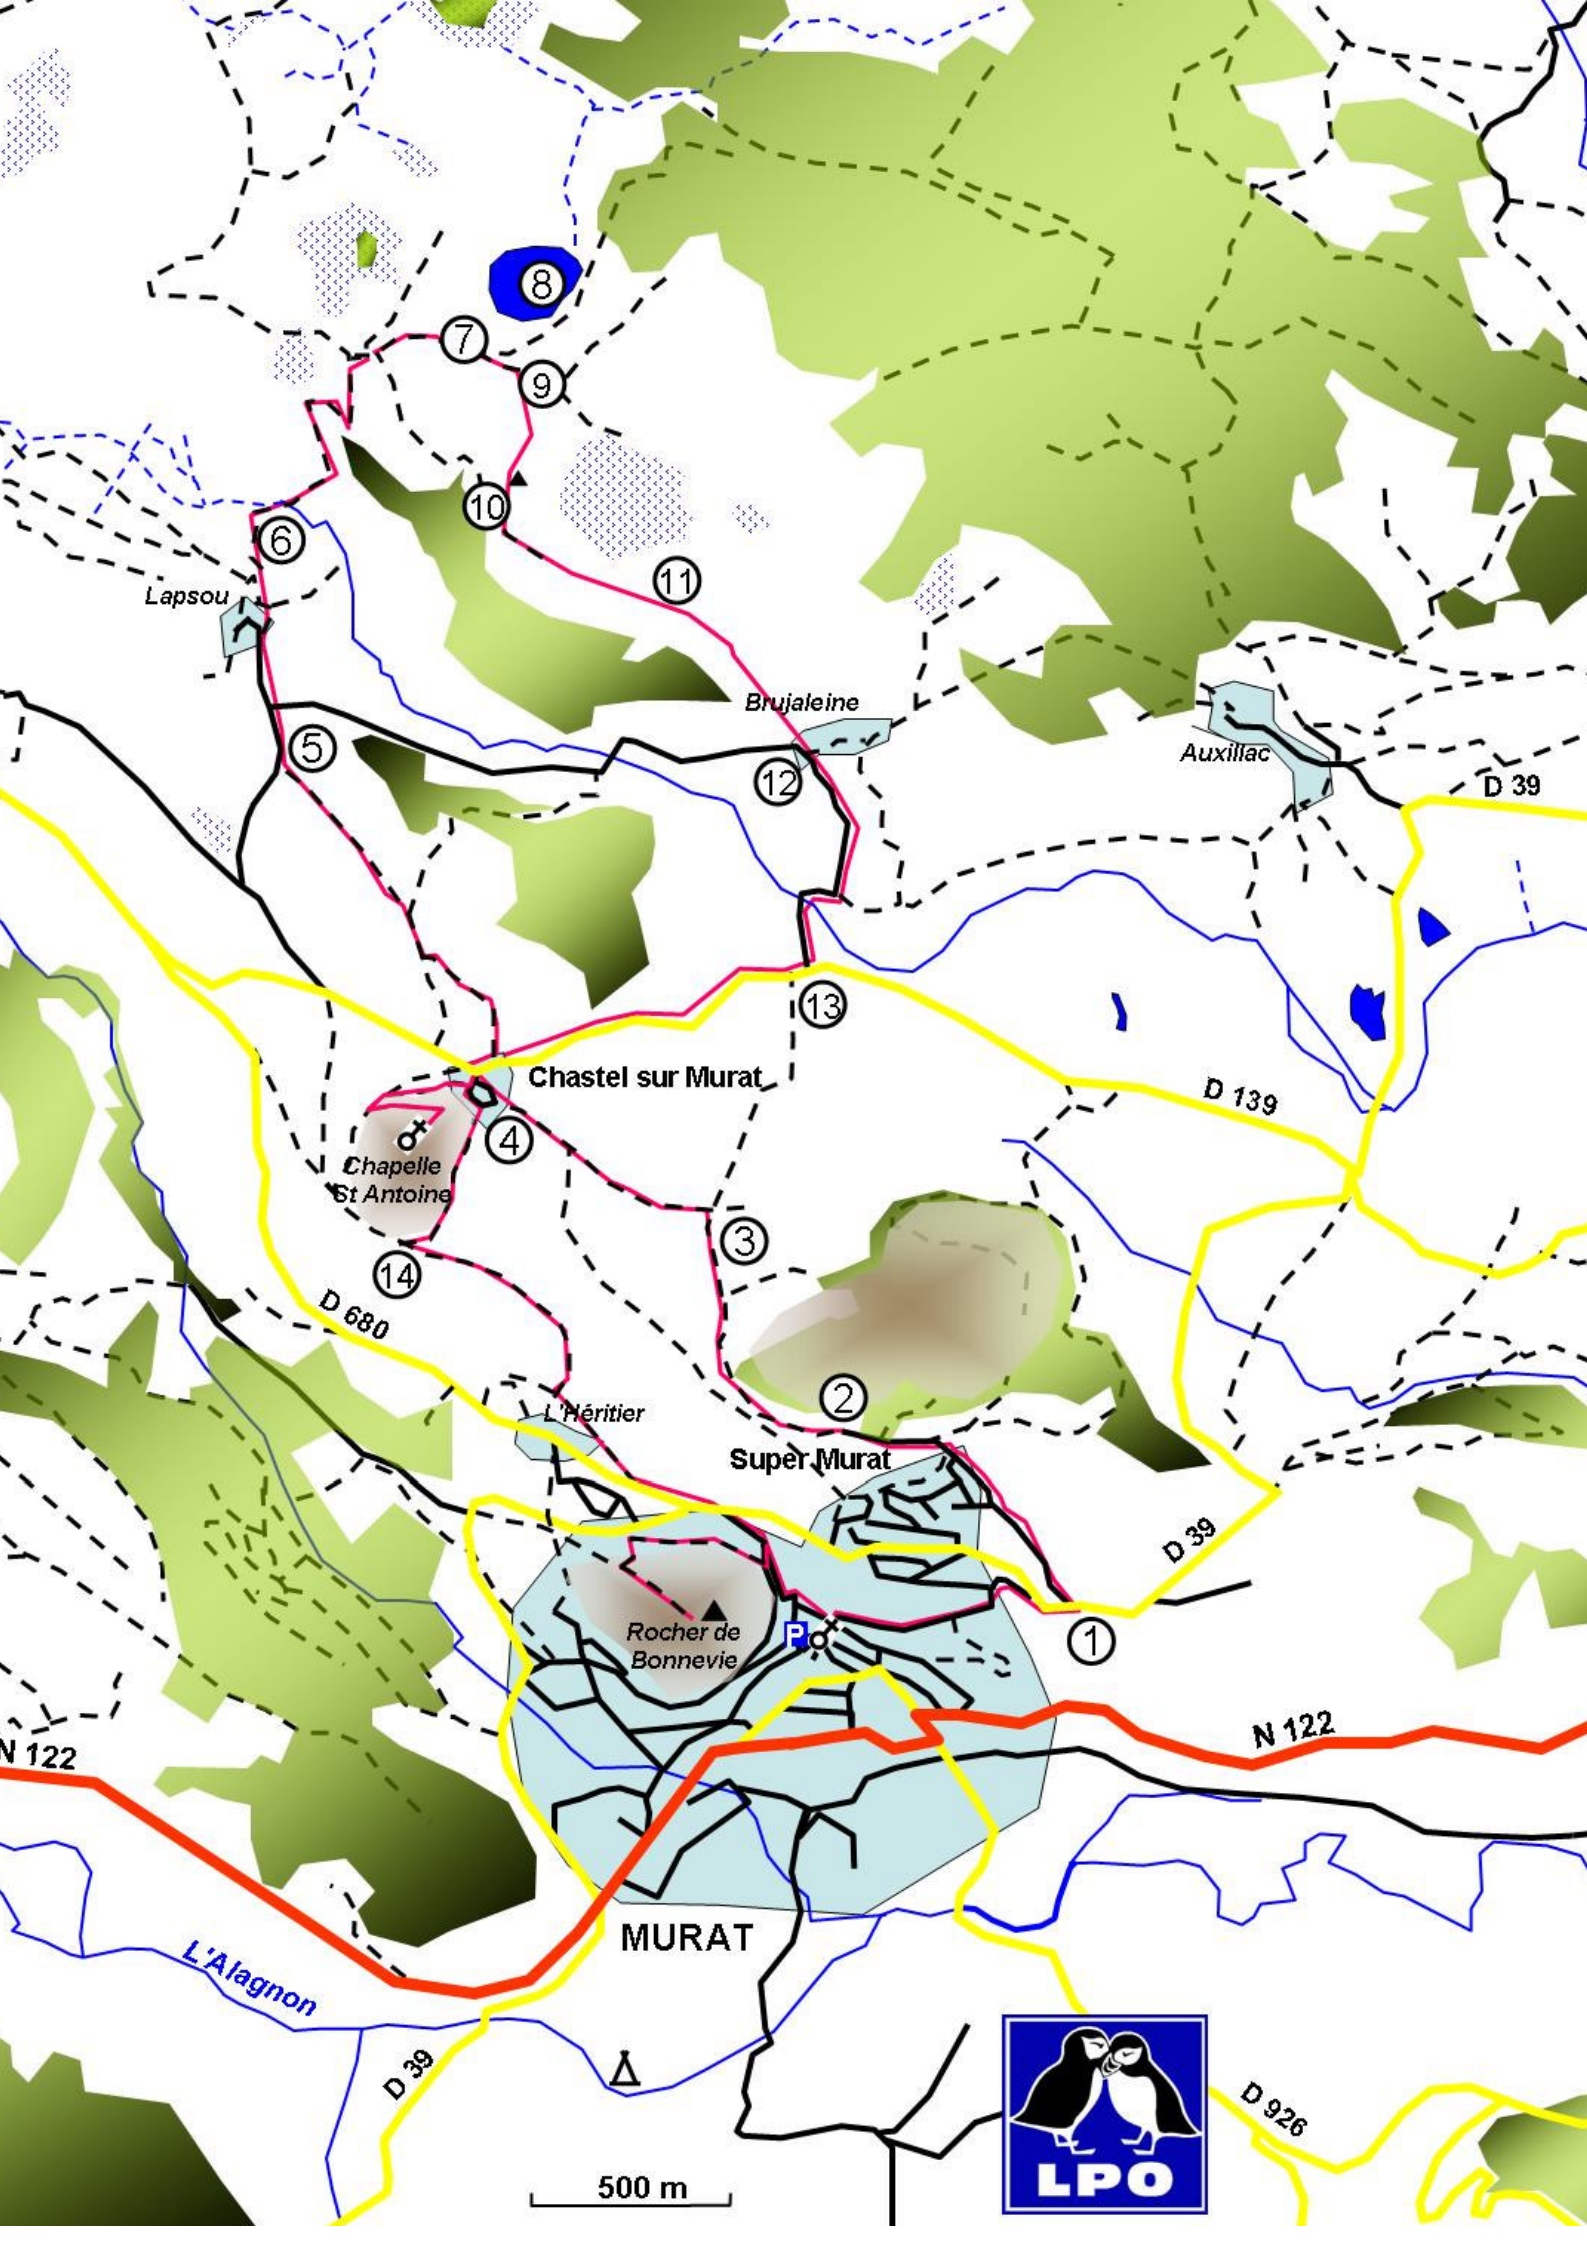 8
7
9
10
6
11
Lapsou
Brujaleine
5
Auxillac
12
D 39
13
Chastel sur Murat
D 139
4
Chapelle
St Antoine
3
14
D 680
2
L'Héritier
Super Murat
D 39
P
Rocher de
Bonnevie
1
N 122
N 122
MURAT
L'Alagnon
D 39
D 926
500 m
LPO